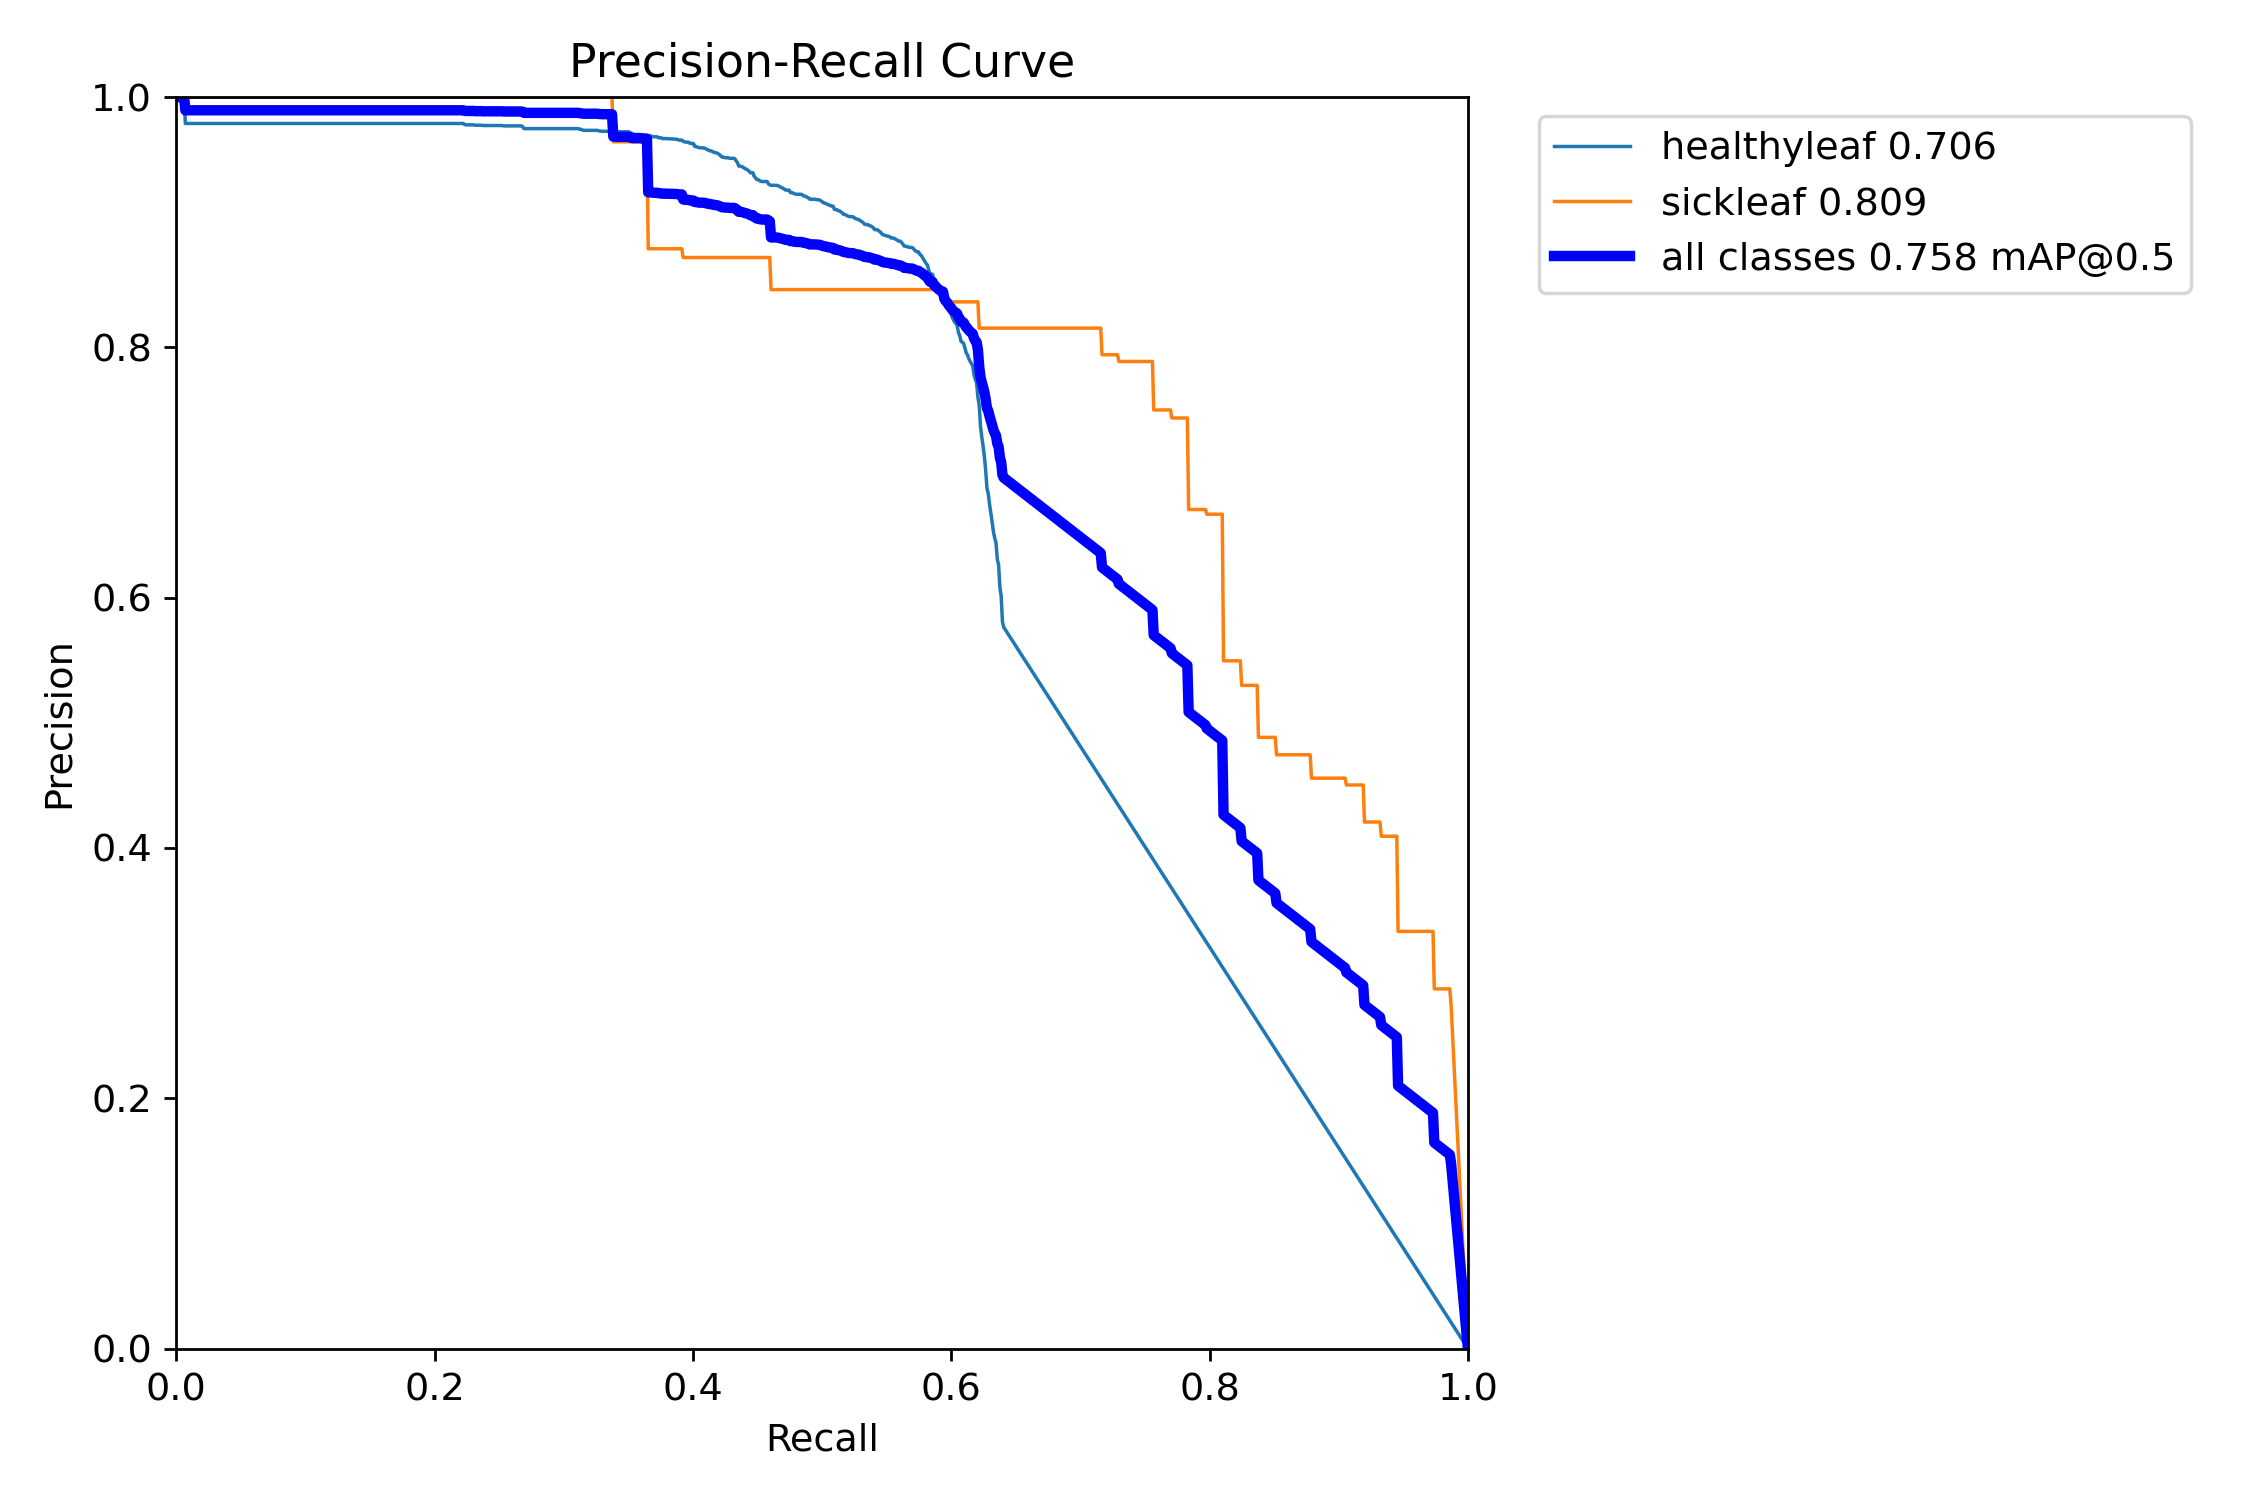 Precision-Recall Curve
healthyleaf 0.706
sickleaf 0.809
all classes 0.758 mAP@0.5
1.0
0.8
0.6
0.4
0.2
0.0
Precision
0.0 0.2 0.4 0.6 0.8 1.0
Recall